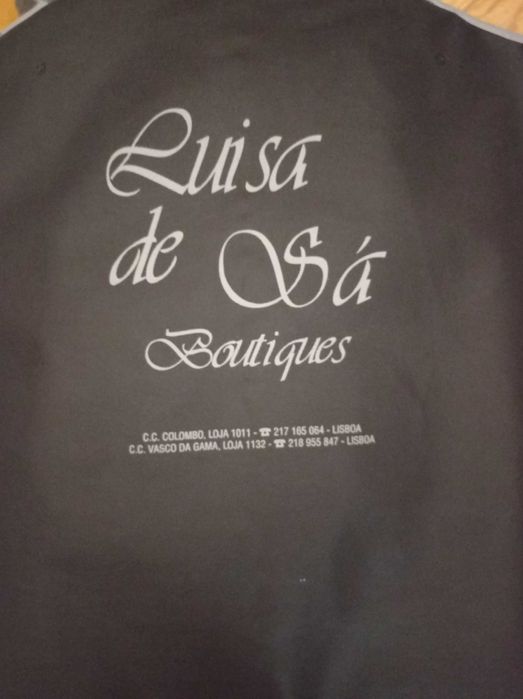 Luisa
de Sá
Boutiques
C.C. COLOMBO, LOJA 1011 - ☎ 217 165 064 - LISBOA
C.C. VASCO DA GAMA, LOJA 1132 - ☎ 218 955 847 - LISBOA